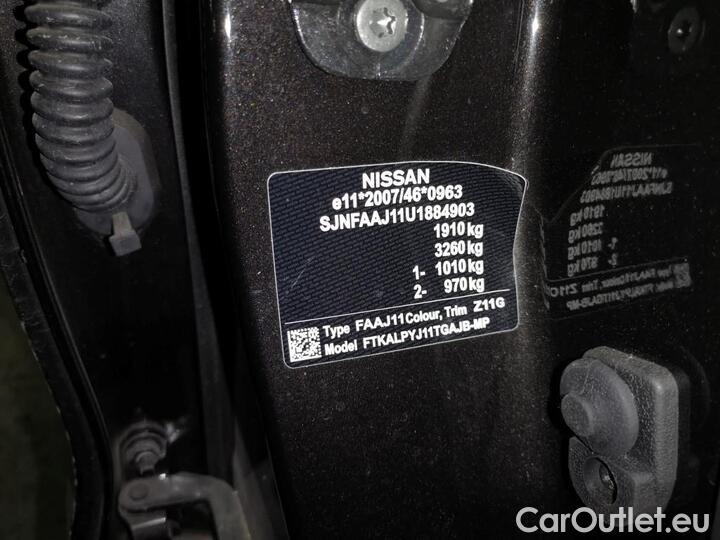 NISSAN
e11*2007/46*0963
SJNFAAJ11U1884903
1910 kg
3260 kg
1- 1010 kg
2- 970 kg
Type FAAJ11 Colour, Trim Z11G
Model FTKALPYJ11TGAJB-MP
CarOutlet.eu